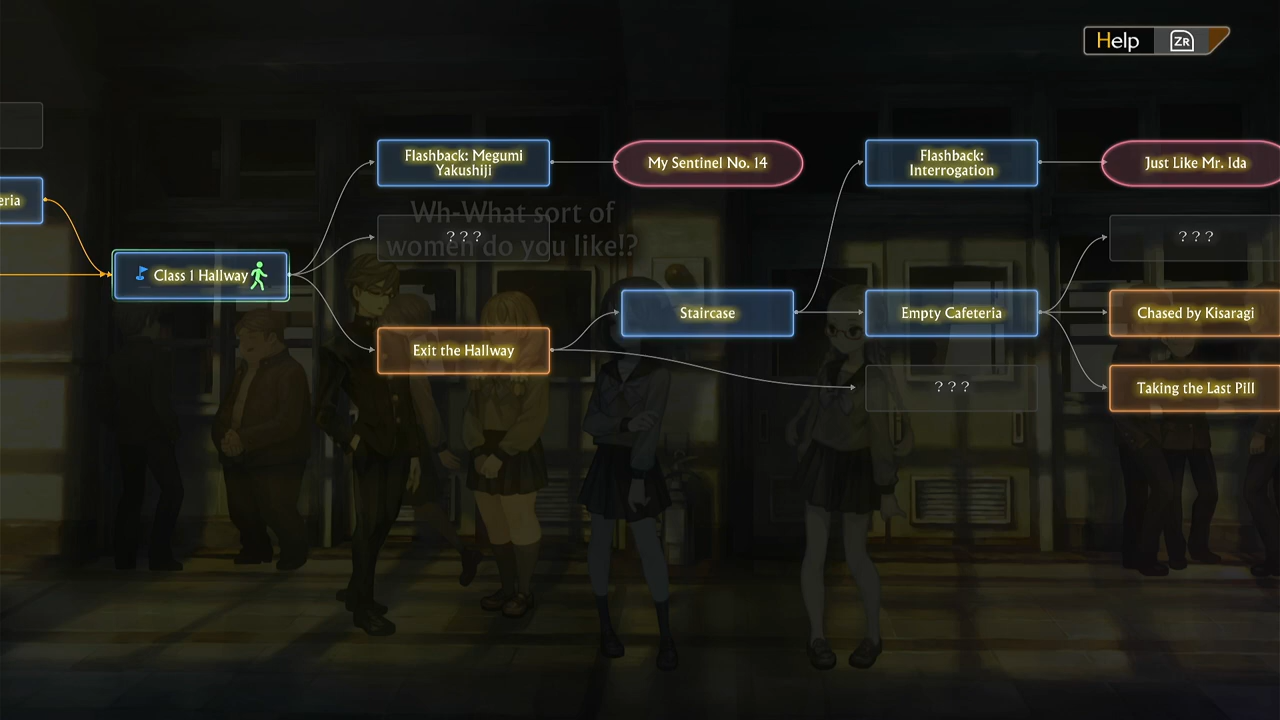 Help ZR
eria
Class 1 Hallway
Flashback: Megumi
Yakushiji
My Sentinel No. 14
Flashback:
Interrogation
Just Like Mr. Ida
Wh-What sort of
women do you like!?
? ? ?
? ? ?
Staircase
Empty Cafeteria
Chased by Kisaragi
Exit the Hallway
? ? ?
Taking the Last Pill